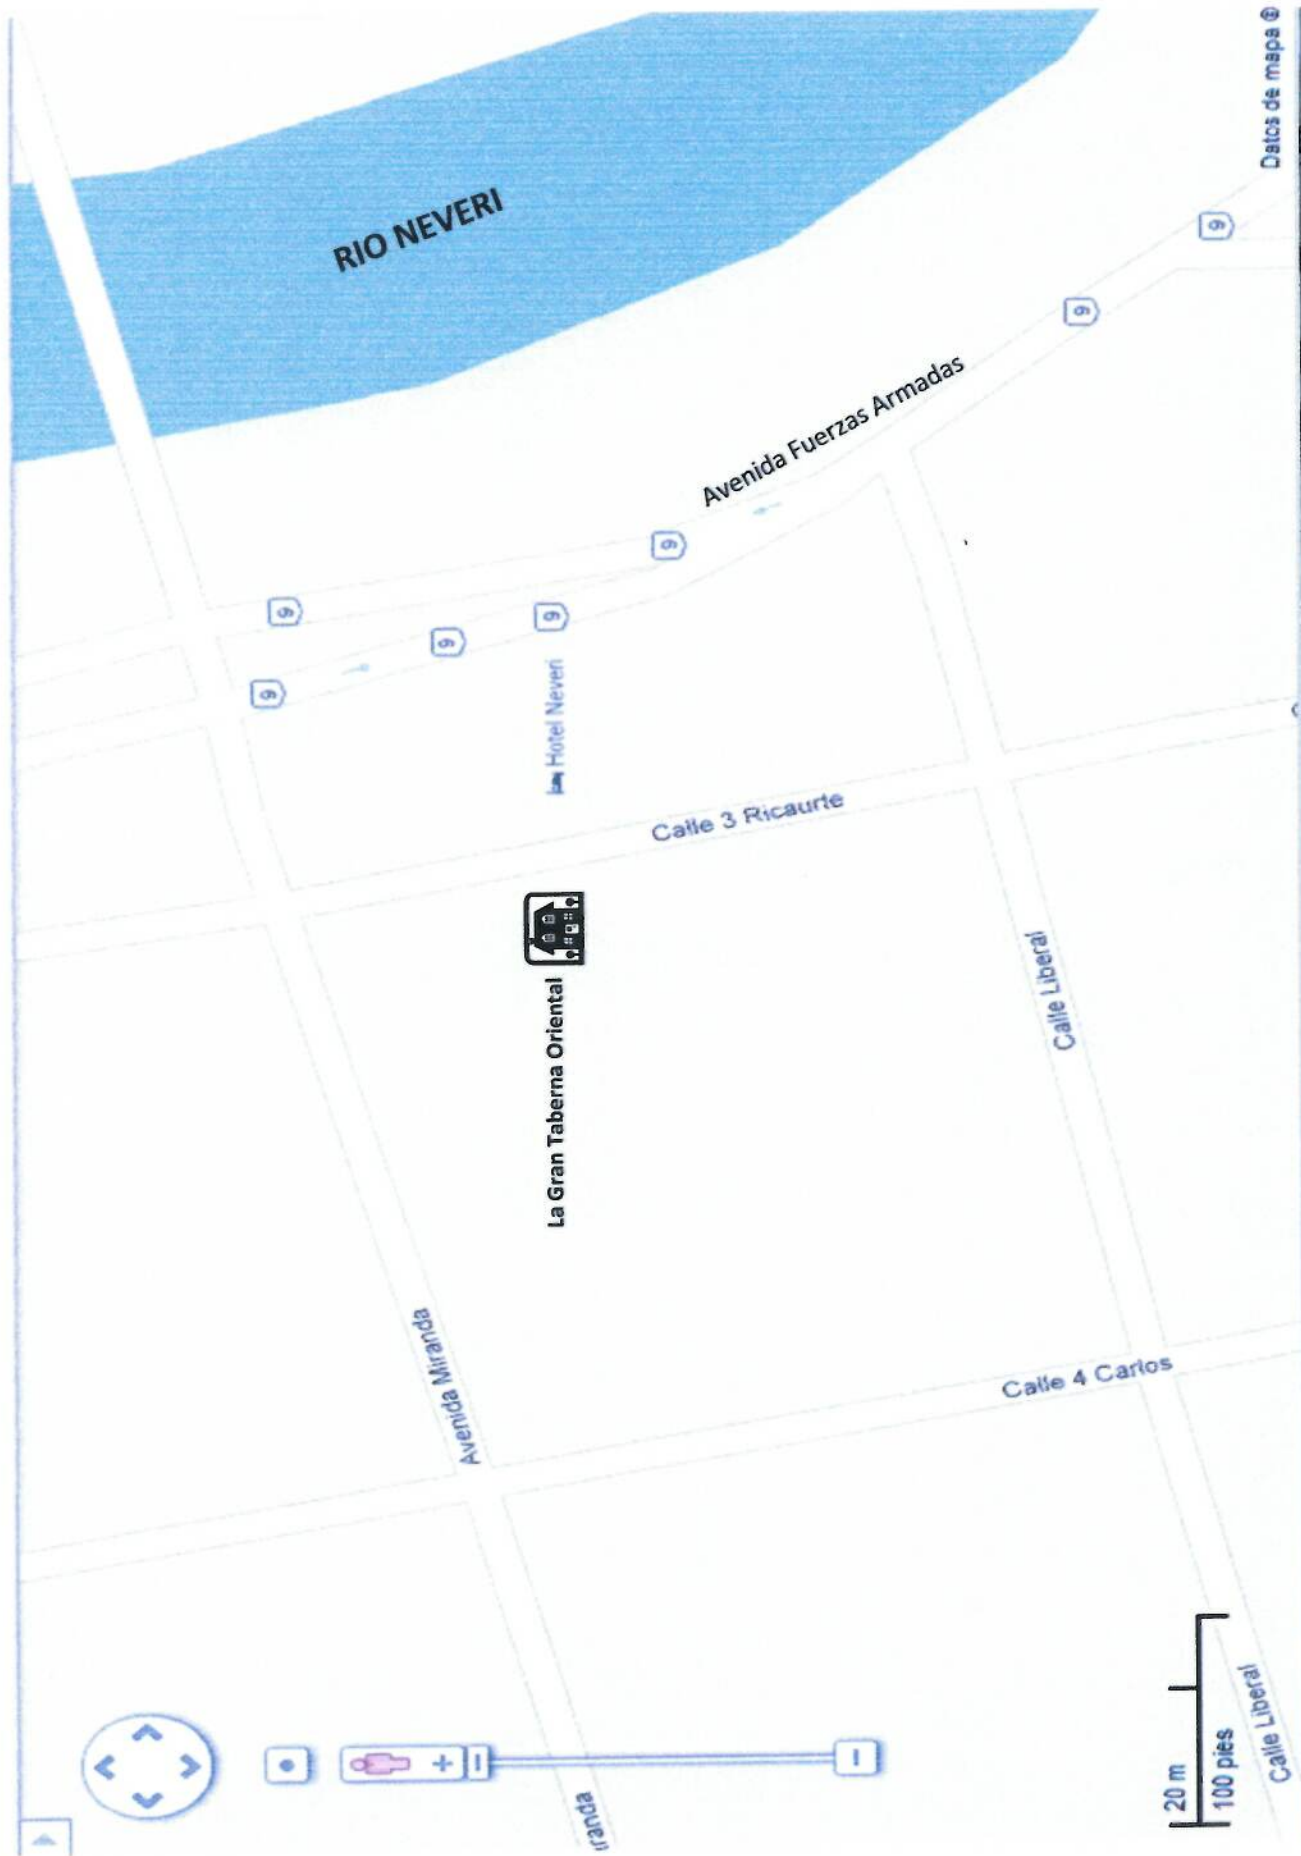 Datos de mapa ©
RIO NEVERI
Avenida Fuerzas Armadas
9
9
9
9
9
9
9
Hotel Neverí
Calle 3 Ricaurte
La Gran Taberna Oriental
Calle Liberal
Avenida Miranda
Calle 4 Carlos
20 m
100 pies
Calle Liberal
iranda